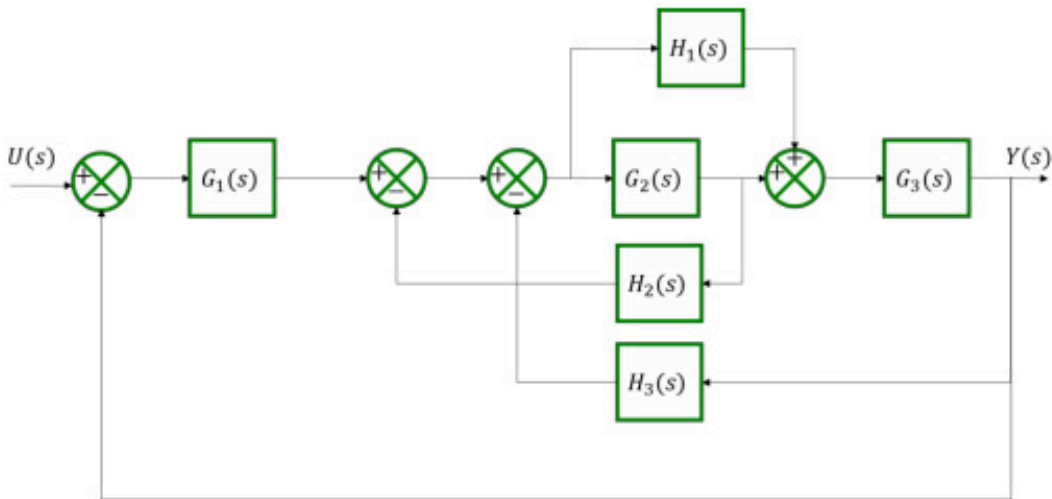 H₁(s)
U(s)
G₁(s)
G₂(s)
G₃(s)
Y(s)
+
−
+
−
+
−
+
+
H₂(s)
H₃(s)